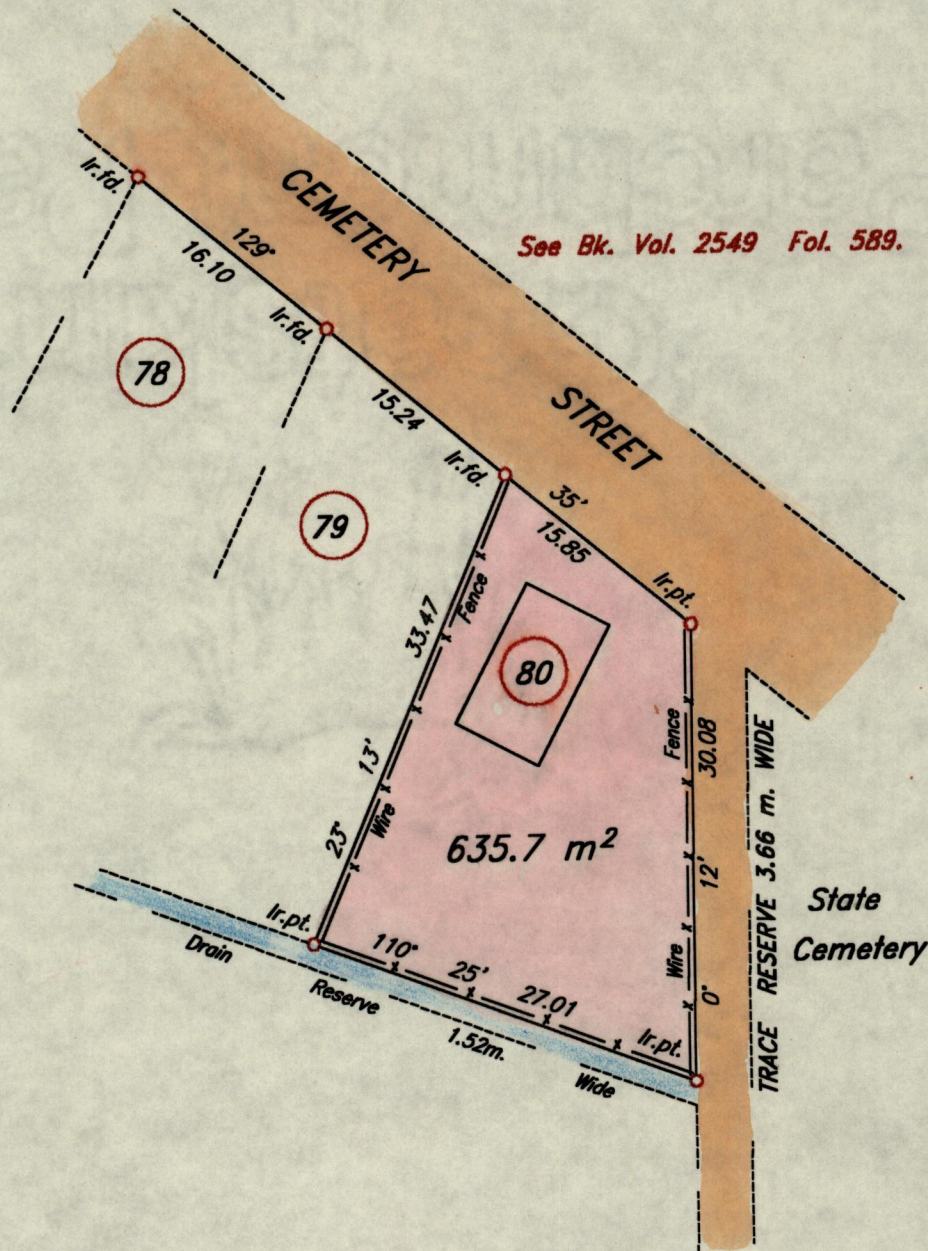 CEMETERY
STREET
See Bk. Vol. 2549 Fol. 589.
Ir.fd.
129°
16.10
Ir.fd.
78
15.24
Ir.fd.
79
35'
15.85
Ir.pt.
Fence
33.47
13'
Wire
23°
80
635.7 m²
Fence
30.08
12'
Wire
0°
TRACE RESERVE 3.66 m. WIDE
State
Cemetery
Ir.pt.
110°
25'
27.01
Ir.pt.
Drain
Reserve
1.52m.
Wide